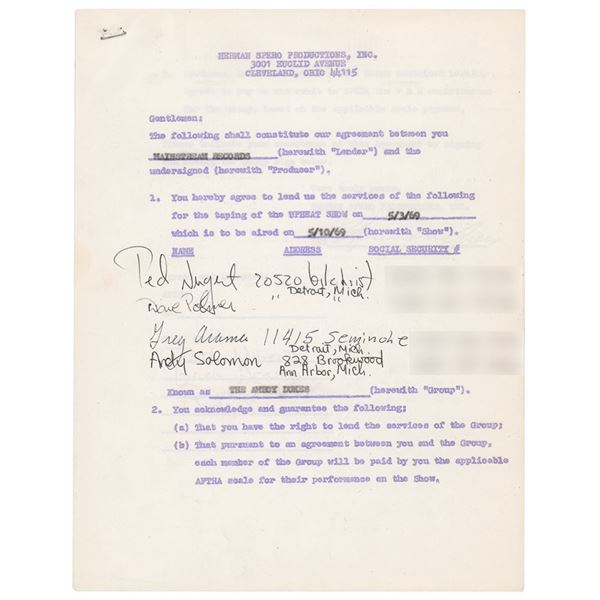 HERMAN SPERO PRODUCTIONS, INC.
3001 EUCLID AVENUE
CLEVELAND, OHIO 44115
Gentlemen:
The following shall constitute our agreement between you
MAINSTREAM RECORDS (herewith "Lender") and the
undersigned (herewith "Producer").
1. You hereby agree to lend us the services of the following
for the taping of the UPBEAT SHOW on 5/3/69
which is to be aired on 5/10/69 (herewith "Show").
NAME ADDRESS SOCIAL SECURITY #
Ted Nugent 20520 Gilchrist
Dave Palmer " Detroit, Mich.
Greg Arama 11415 Seminole
Detroit, Mich
Andy Solomon 828 Brookwood
Ann Arbor, Mich.
Known as THE AMBOY DUKES (herewith "Group").
2. You acknowledge and guarantee the following;
(a) That you have the right to lend the services of the Group;
(b) That pursuant to an agreement between you and the Group,
each member of the Group will be paid by you the applicable
AFTRA scale for their performance on the Show.